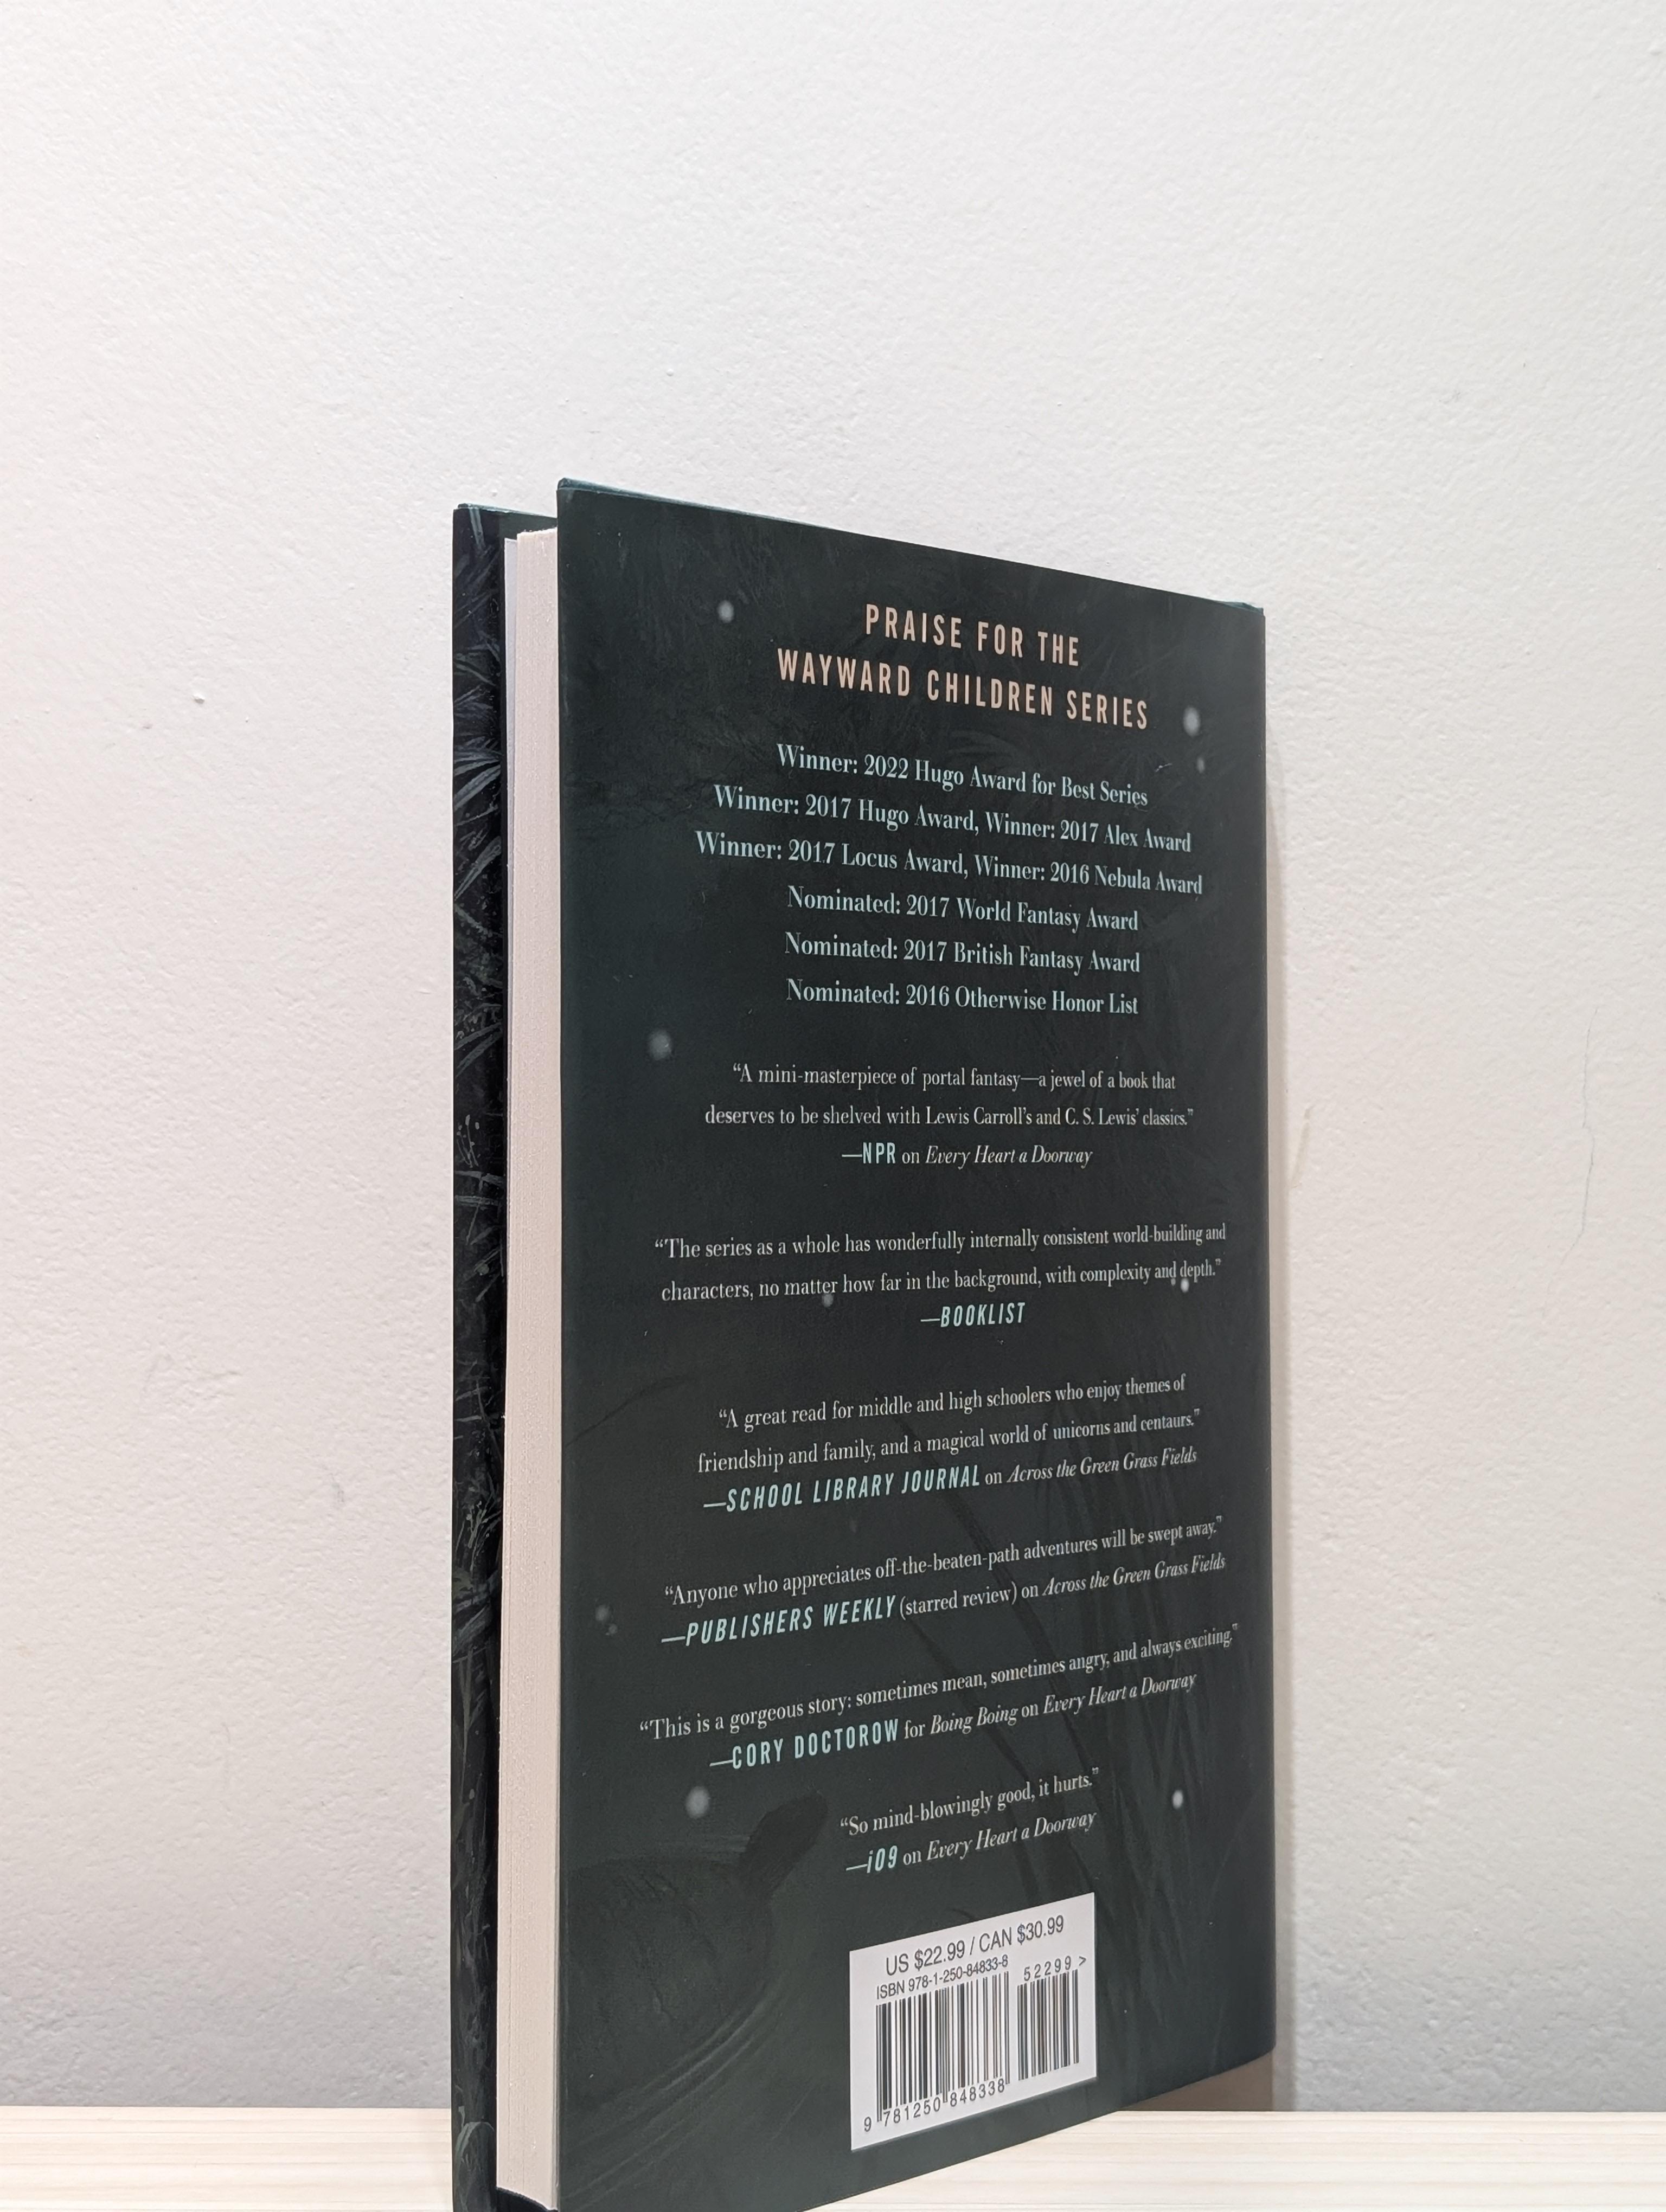 PRAISE FOR THE
WAYWARD CHILDREN SERIES
Winner: 2022 Hugo Award for Best Series
Winner: 2017 Hugo Award, Winner: 2017 Alex Award
Winner: 2017 Locus Award, Winner: 2016 Nebula Award
Nominated: 2017 World Fantasy Award
Nominated: 2017 British Fantasy Award
Nominated: 2016 Otherwise Honor List
“A mini-masterpiece of portal fantasy—a jewel of a book that
deserves to be shelved with Lewis Carroll’s and C. S. Lewis’ classics.”
—NPR on Every Heart a Doorway
“The series as a whole has wonderfully internally consistent world-building and
characters, no matter how far in the background, with complexity and depth.”
—BOOKLIST
“A great read for middle and high schoolers who enjoy themes of
friendship and family, and a magical world of unicorns and centaurs.”
—SCHOOL LIBRARY JOURNAL on Across the Green Grass Fields
“Anyone who appreciates off-the-beaten-path adventures will be swept away.”
—PUBLISHERS WEEKLY (starred review) on Across the Green Grass Fields
“This is a gorgeous story: sometimes mean, sometimes angry, and always exciting.”
—CORY DOCTOROW for Boing Boing on Every Heart a Doorway
“So mind-blowingly good, it hurts.”
—i09 on Every Heart a Doorway
US $22.99 / CAN $30.99
ISBN 978-1-250-84833-8
52299 >
9 781250 848338